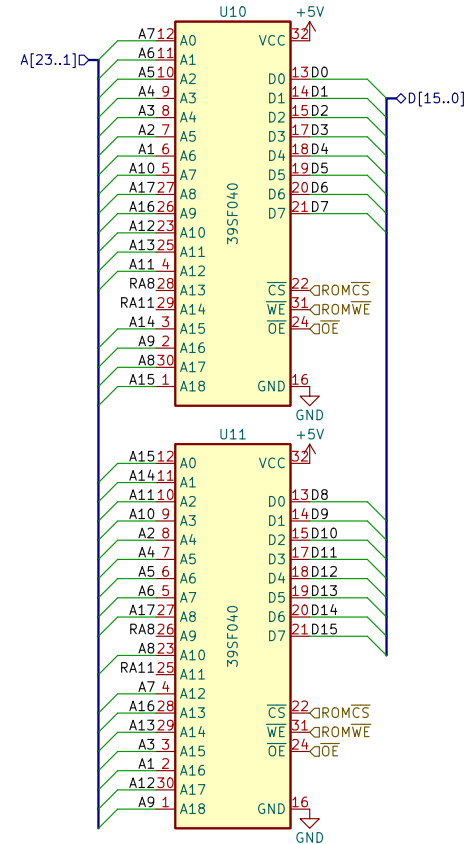 U10
+5V
A[23..1]
A7 12 A0 VCC 32
A6 11 A1
A5 10 A2 D0 13 D0
A4 9 A3 D1 14 D1 D[15..0]
A3 8 A4 D2 15 D2
A2 7 A5 D3 17 D3
A1 6 A6 D4 18 D4
A10 5 A7 D5 19 D5
A17 27 A8 D6 20 D6
A16 26 A9 D7 21 D7
A12 23 A10
39SF040
A13 25 A11
A11 4 A12
RA8 28 A13 CS 22 ROMCS
RA11 29 A14 WE 31 ROMWE
A14 3 A15 OE 24 OE
A9 2 A16
A8 30 A17
A15 1 A18 GND 16
GND
U11
+5V
A15 12 A0 VCC 32
A14 11 A1
A11 10 A2 D0 13 D8
A10 9 A3 D1 14 D9
A2 8 A4 D2 15 D10
A4 7 A5 D3 17 D11
A5 6 A6 D4 18 D12
A6 5 A7 D5 19 D13
A17 27 A8 D6 20 D14
RA8 26 A9 D7 21 D15
A8 23 A10
39SF040
RA11 25 A11
A7 4 A12
A16 28 A13 CS 22 ROMCS
A13 29 A14 WE 31 ROMWE
A3 3 A15 OE 24 OE
A1 2 A16
A12 30 A17
A9 1 A18 GND 16
GND